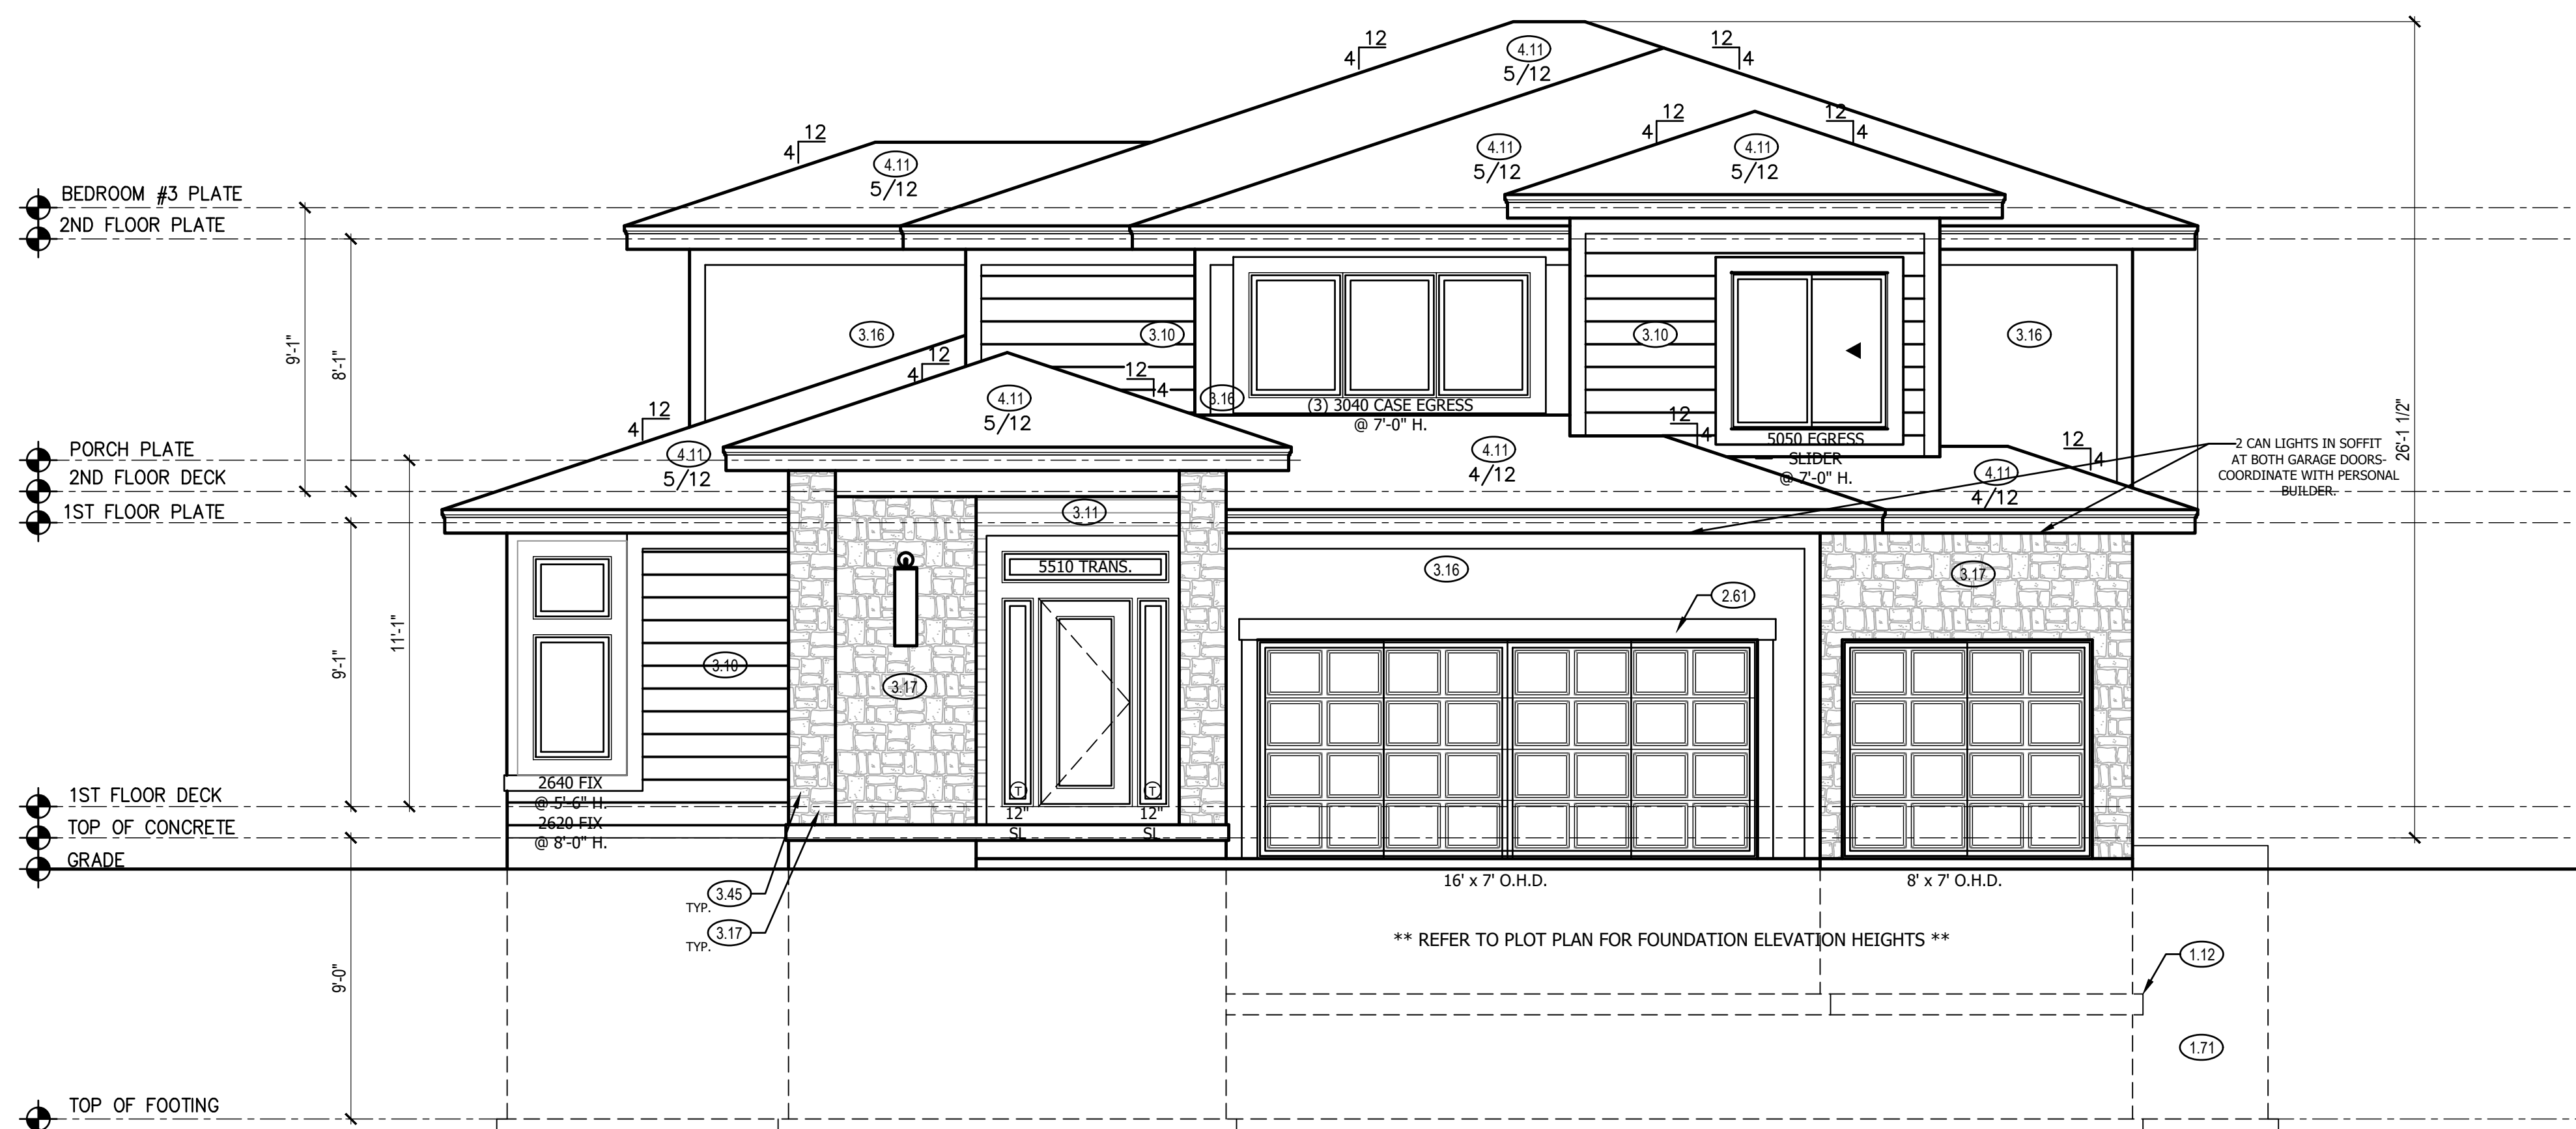 12
4
4.11
5/12
12
4
12
4
4.11
5/12
4.11
5/12
12
4
4.11
5/12
12
4
BEDROOM #3 PLATE
2ND FLOOR PLATE
9'-1"
8'-1"
3.16
3.10
3.10
3.16
12
4
4.11
5/12
12
4
3.16
(3) 3040 CASE EGRESS
@ 7'-0" H.
12
4
5050 EGRESS
SLIDER
@ 7'-0" H.
12
4
PORCH PLATE
2ND FLOOR DECK
1ST FLOOR PLATE
12
4
4.11
5/12
4.11
4/12
4.11
4/12
2 CAN LIGHTS IN SOFFIT
AT BOTH GARAGE DOORS-
COORDINATE WITH PERSONAL
BUILDER.
26'-1 1/2"
9'-1"
11'-1"
3.11
5510 TRANS.
3.16
3.17
2.61
3.10
3.17
1ST FLOOR DECK
TOP OF CONCRETE
GRADE
2640 FIX
@ 5'-6" H.
2620 FIX
@ 8'-0" H.
T
T
12"
SL
12"
SL
16' x 7' O.H.D.
8' x 7' O.H.D.
TYP.
3.45
TYP.
3.17
** REFER TO PLOT PLAN FOR FOUNDATION ELEVATION HEIGHTS **
1.12
9'-0"
1.71
TOP OF FOOTING